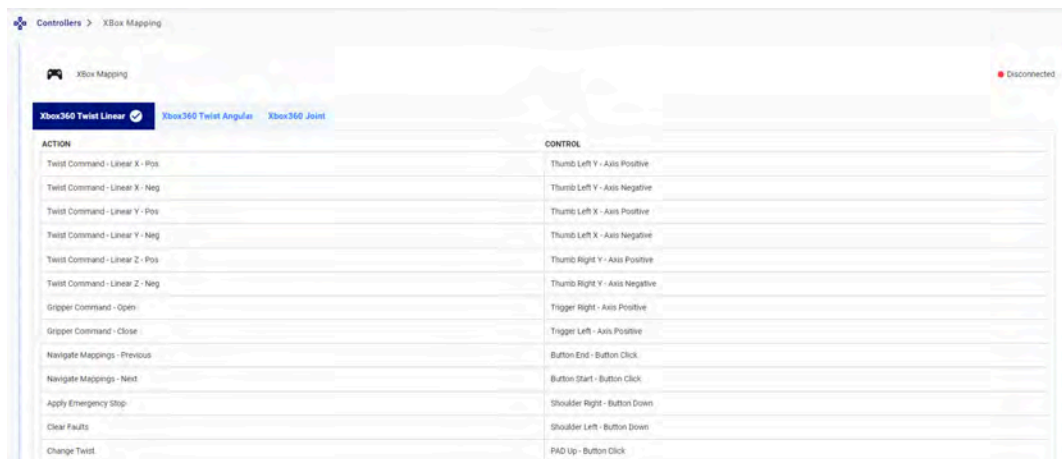 Controllers > XBox Mapping
XBox Mapping
Disconnected
Xbox360 Twist Linear Xbox360 Twist Angular Xbox360 Joint
ACTION CONTROL
Twist Command - Linear X - Pos Thumb Left Y - Axis Positive
Twist Command - Linear X - Neg Thumb Left Y - Axis Negative
Twist Command - Linear Y - Pos Thumb Left X - Axis Positive
Twist Command - Linear Y - Neg Thumb Left X - Axis Negative
Twist Command - Linear Z - Pos Thumb Right Y - Axis Positive
Twist Command - Linear Z - Neg Thumb Right Y - Axis Negative
Gripper Command - Open Trigger Right - Axis Positive
Gripper Command - Close Trigger Left - Axis Positive
Navigate Mappings - Previous Button End - Button Click
Navigate Mappings - Next Button Start - Button Click
Apply Emergency Stop Shoulder Right - Button Down
Clear Faults Shoulder Left - Button Down
Change Twist PAD Up - Button Click